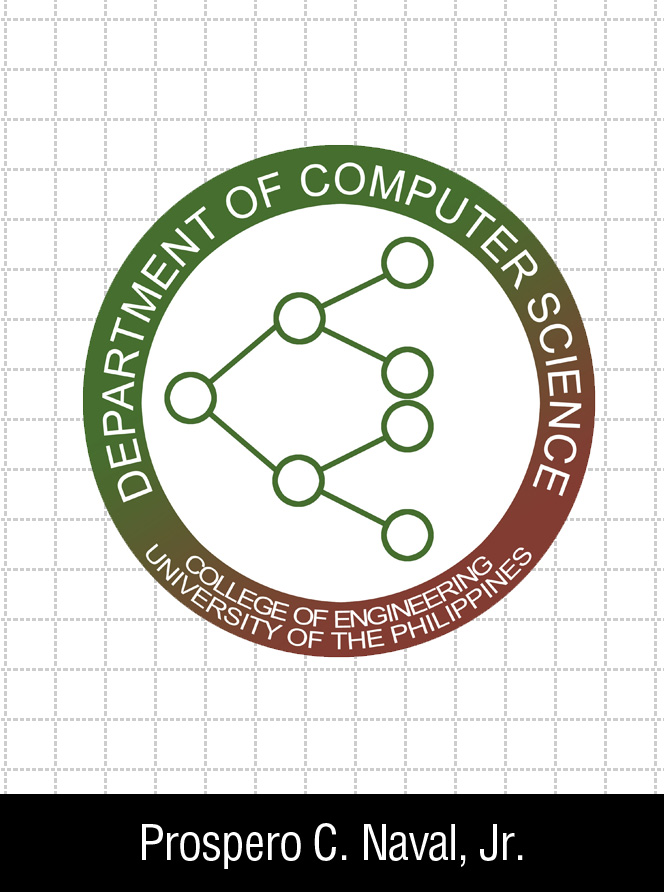 DEPARTMENT OF COMPUTER SCIENCE
COLLEGE OF ENGINEERING
UNIVERSITY OF THE PHILIPPINES
Prospero C. Naval, Jr.